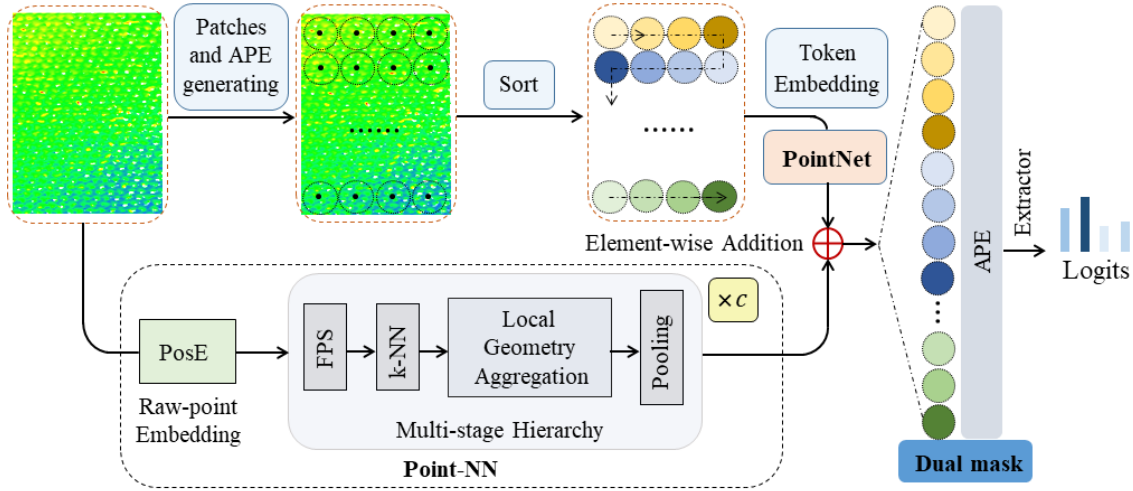 Patches
and APE
generating
Sort
Token
Embedding
PointNet
......
......
Element-wise Addition
PosE
Raw-point
Embedding
FPS
k-NN
Local
Geometry
Aggregation
Pooling
× c
Multi-stage Hierarchy
Point-NN
...
APE
Dual mask
Extractor
Logits